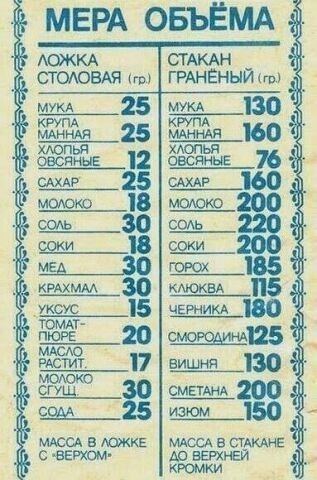 МЕРА ОБЪЁМА
ЛОЖКА
СТОЛОВАЯ (гр.)
МУКА 25
КРУПА
МАННАЯ 25
ХЛОПЬЯ
ОВСЯНЫЕ 12
САХАР 25
МОЛОКО 18
СОЛЬ 30
СОКИ 18
МЕД 30
КРАХМАЛ 30
УКСУС 15
ТОМАТ-
ПЮРЕ 20
МАСЛО
РАСТИТ. 17
МОЛОКО
СГУЩ. 30
СОДА 25
МАССА В ЛОЖКЕ
С «ВЕРХОМ»
СТАКАН
ГРАНЁНЫЙ (гр.)
МУКА 130
КРУПА
МАННАЯ 160
ХЛОПЬЯ
ОВСЯНЫЕ 76
САХАР 160
МОЛОКО 200
СОЛЬ 220
СОКИ 200
ГОРОХ 185
КЛЮКВА 115
ЧЕРНИКА 180
СМОРОДИНА 125
ВИШНЯ 130
СМЕТАНА 200
ИЗЮМ 150
МАССА В СТАКАНЕ
ДО ВЕРХНЕЙ
КРОМКИ